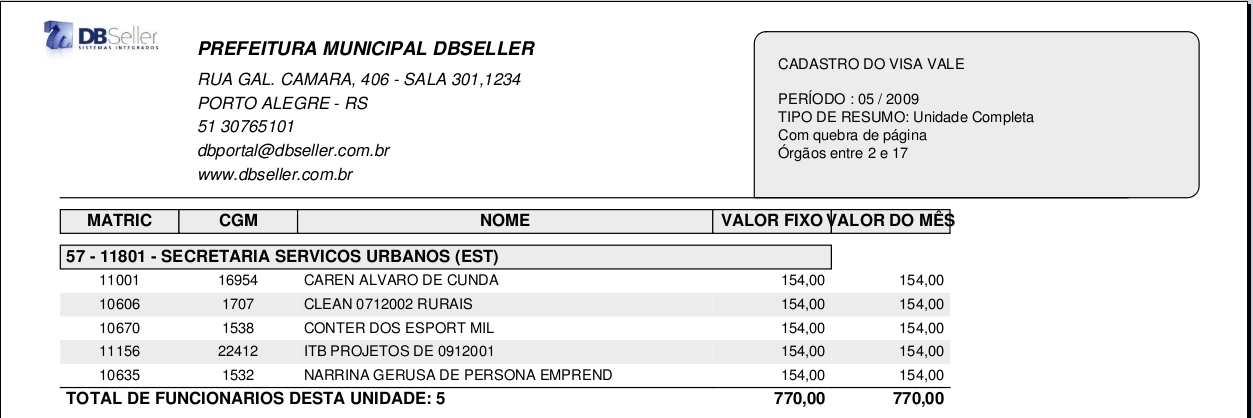 DBSeller
SISTEMAS INTEGRADOS
PREFEITURA MUNICIPAL DBSELLER
RUA GAL. CAMARA, 406 - SALA 301,1234
PORTO ALEGRE - RS
51 30765101
dbportal@dbseller.com.br
www.dbseller.com.br
CADASTRO DO VISA VALE
PERÍODO : 05 / 2009
TIPO DE RESUMO: Unidade Completa
Com quebra de página
Órgãos entre 2 e 17
MATRIC CGM NOME VALOR FIXO VALOR DO MÊS
57 - 11801 - SECRETARIA SERVICOS URBANOS (EST)
11001 16954 CAREN ALVARO DE CUNDA 154,00 154,00
10606 1707 CLEAN 0712002 RURAIS 154,00 154,00
10670 1538 CONTER DOS ESPORT MIL 154,00 154,00
11156 22412 ITB PROJETOS DE 0912001 154,00 154,00
10635 1532 NARRINA GERUSA DE PERSONA EMPREND 154,00 154,00
TOTAL DE FUNCIONARIOS DESTA UNIDADE: 5 770,00 770,00